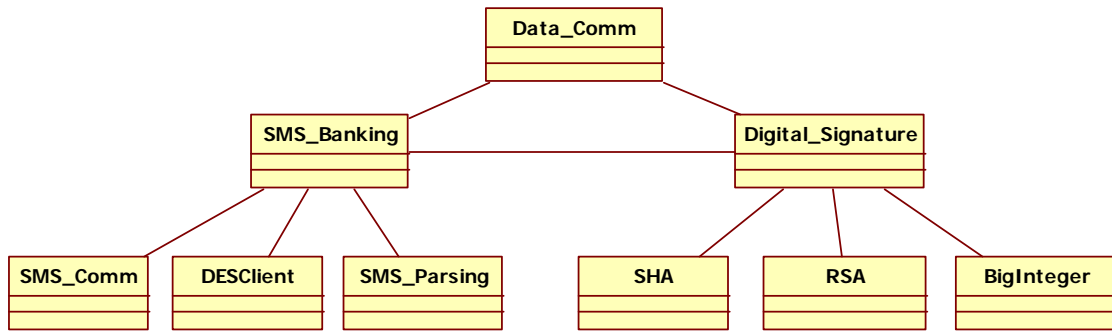 Data_Comm
SMS_Banking
Digital_Signature
SMS_Comm
DESClient
SMS_Parsing
SHA
RSA
BigInteger